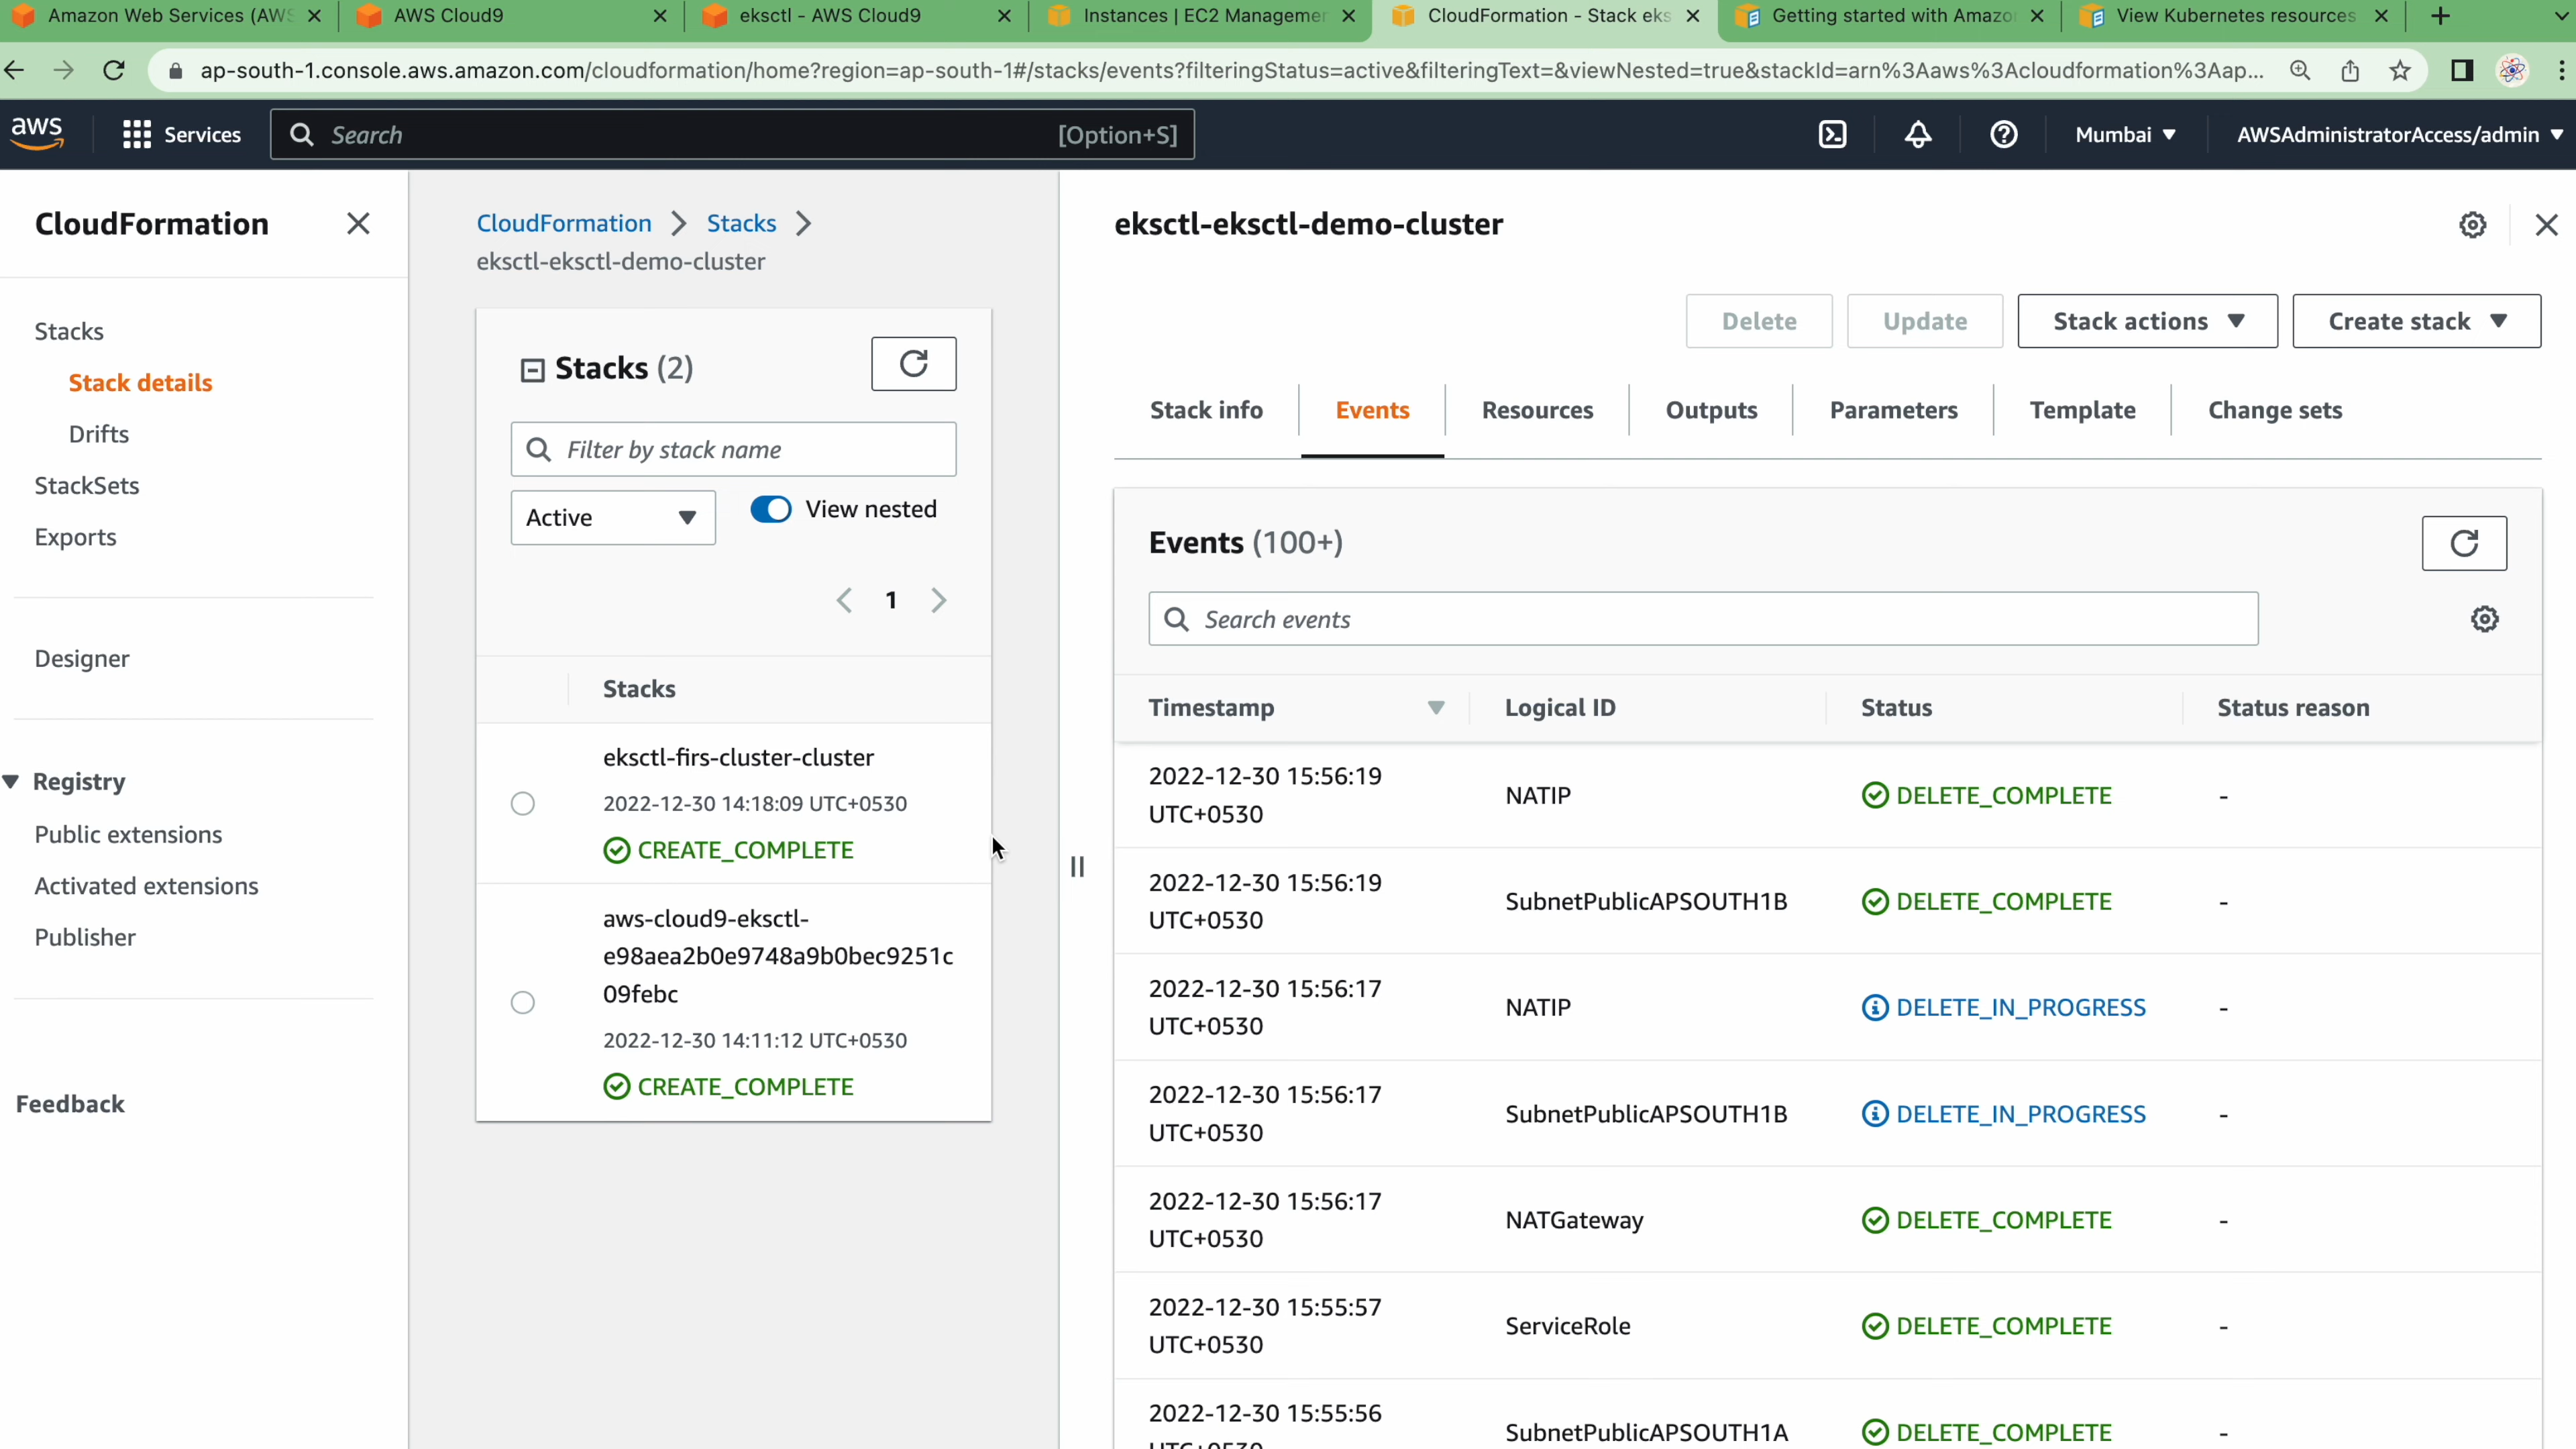 Amazon Web Services (AWS
AWS Cloud9
eksctl - AWS Cloud9
Instances | EC2 Managemen
CloudFormation - Stack eks
Getting started with Amazo
View Kubernetes resources
ap-south-1.console.aws.amazon.com/cloudformation/home?region=ap-south-1#/stacks/events?filteringStatus=active&filteringText=&viewNested=true&stackId=arn%3Aaws%3Acloudformation%3Aap...
aws
Services
Search
[Option+S]
Mumbai
AWSAdministratorAccess/admin
CloudFormation
Stacks
Stack details
Drifts
StackSets
Exports
Designer
Registry
Public extensions
Activated extensions
Publisher
Feedback
CloudFormation > Stacks >
eksctl-eksctl-demo-cluster
Stacks (2)
Filter by stack name
Active
View nested
1
Stacks
eksctl-firs-cluster-cluster
2022-12-30 14:18:09 UTC+0530
CREATE_COMPLETE
aws-cloud9-eksctl-
e98aea2b0e9748a9b0bec9251c
09febc
2022-12-30 14:11:12 UTC+0530
CREATE_COMPLETE
eksctl-eksctl-demo-cluster
Delete
Update
Stack actions
Create stack
Stack info
Events
Resources
Outputs
Parameters
Template
Change sets
Events (100+)
Search events
Timestamp
Logical ID
Status
Status reason
2022-12-30 15:56:19
UTC+0530
NATIP
DELETE_COMPLETE
-
2022-12-30 15:56:19
UTC+0530
SubnetPublicAPSOUTH1B
DELETE_COMPLETE
-
2022-12-30 15:56:17
UTC+0530
NATIP
DELETE_IN_PROGRESS
-
2022-12-30 15:56:17
UTC+0530
SubnetPublicAPSOUTH1B
DELETE_IN_PROGRESS
-
2022-12-30 15:56:17
UTC+0530
NATGateway
DELETE_COMPLETE
-
2022-12-30 15:55:57
UTC+0530
ServiceRole
DELETE_COMPLETE
-
2022-12-30 15:55:56
UTC+0530
SubnetPublicAPSOUTH1A
DELETE_COMPLETE
-